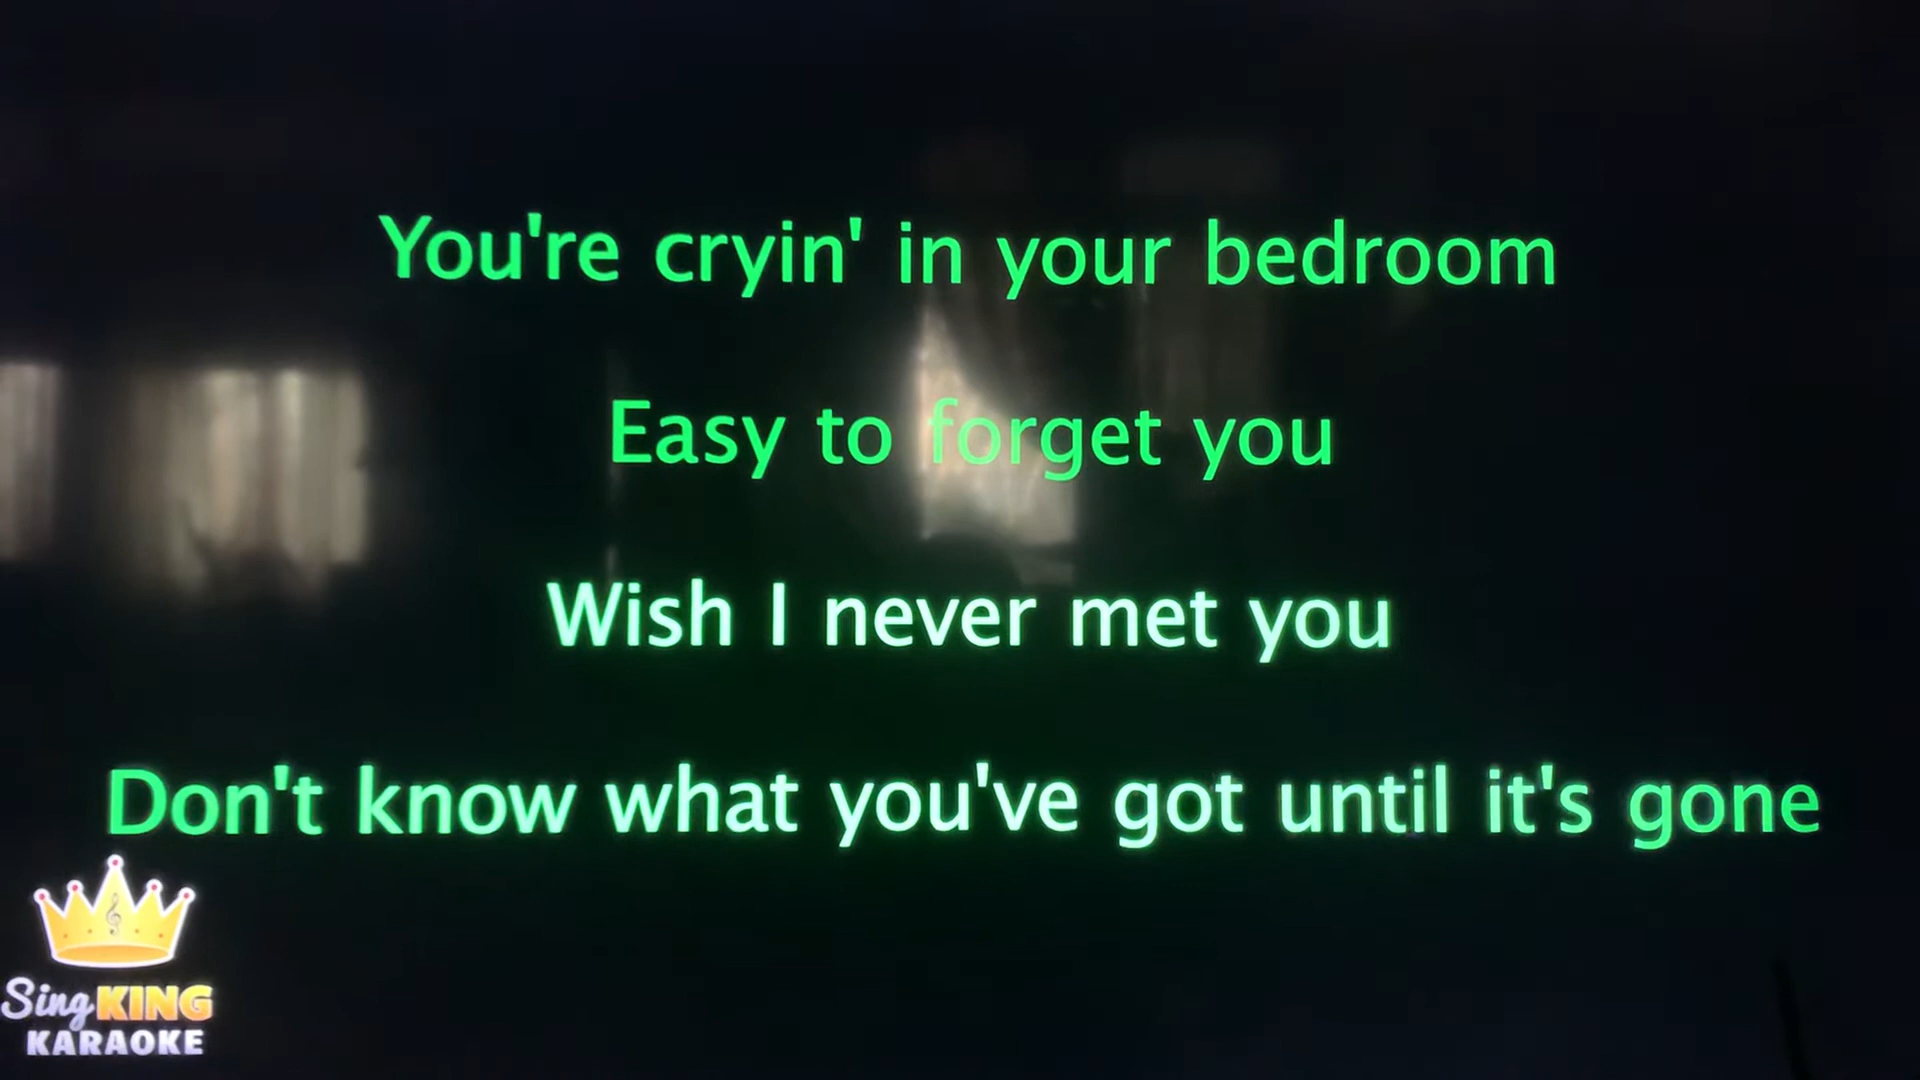 You're cryin' in your bedroom
Easy to forget you
Wish I never met you
Don't know what you've got until it's gone
Sing KING
KARAOKE